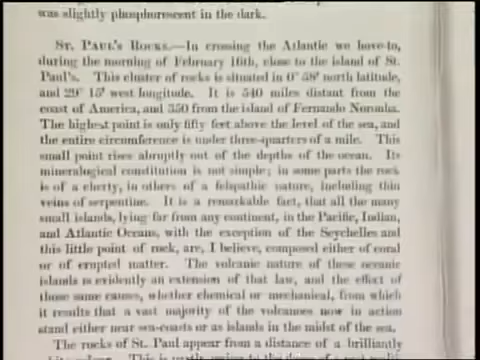 was slightly phosphorescent in the dark.
ST. PAUL'S ROCKS.—In crossing the Atlantic we hove-to,
during the morning of February 16th, close to the island of St.
Paul's. This cluster of rocks is situated in 0° 58' north latitude,
and 29° 15' west longitude. It is 540 miles distant from the
coast of America, and 350 from the island of Fernando Noronha.
The highest point is only fifty feet above the level of the sea, and
the entire circumference is under three-quarters of a mile. This
small point rises abruptly out of the depths of the ocean. Its
mineralogical constitution is not simple; in some parts the rock
is of a cherty, in others of a felspathic nature, including thin
veins of serpentine. It is a remarkable fact, that all the many
small islands, lying far from any continent, in the Pacific, Indian,
and Atlantic Oceans, with the exception of the Seychelles and
this little point of rock, are, I believe, composed either of coral
or of erupted matter. The volcanic nature of these oceanic
islands is evidently an extension of that law, and the effect of
those same causes, whether chemical or mechanical, from which
it results that a vast majority of the volcanoes now in action
stand either near sea-coasts or as islands in the midst of the sea.
The rocks of St. Paul appear from a distance of a brilliantly